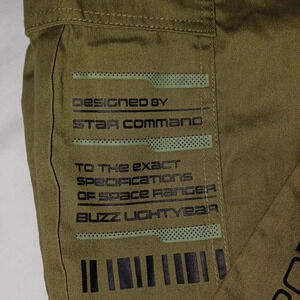 DESIGNED BY
STAR COMMAND
TO THE EXACT
SPECIFICATIONS
OF SPACE RANGER
BUZZ LIGHTYEAR